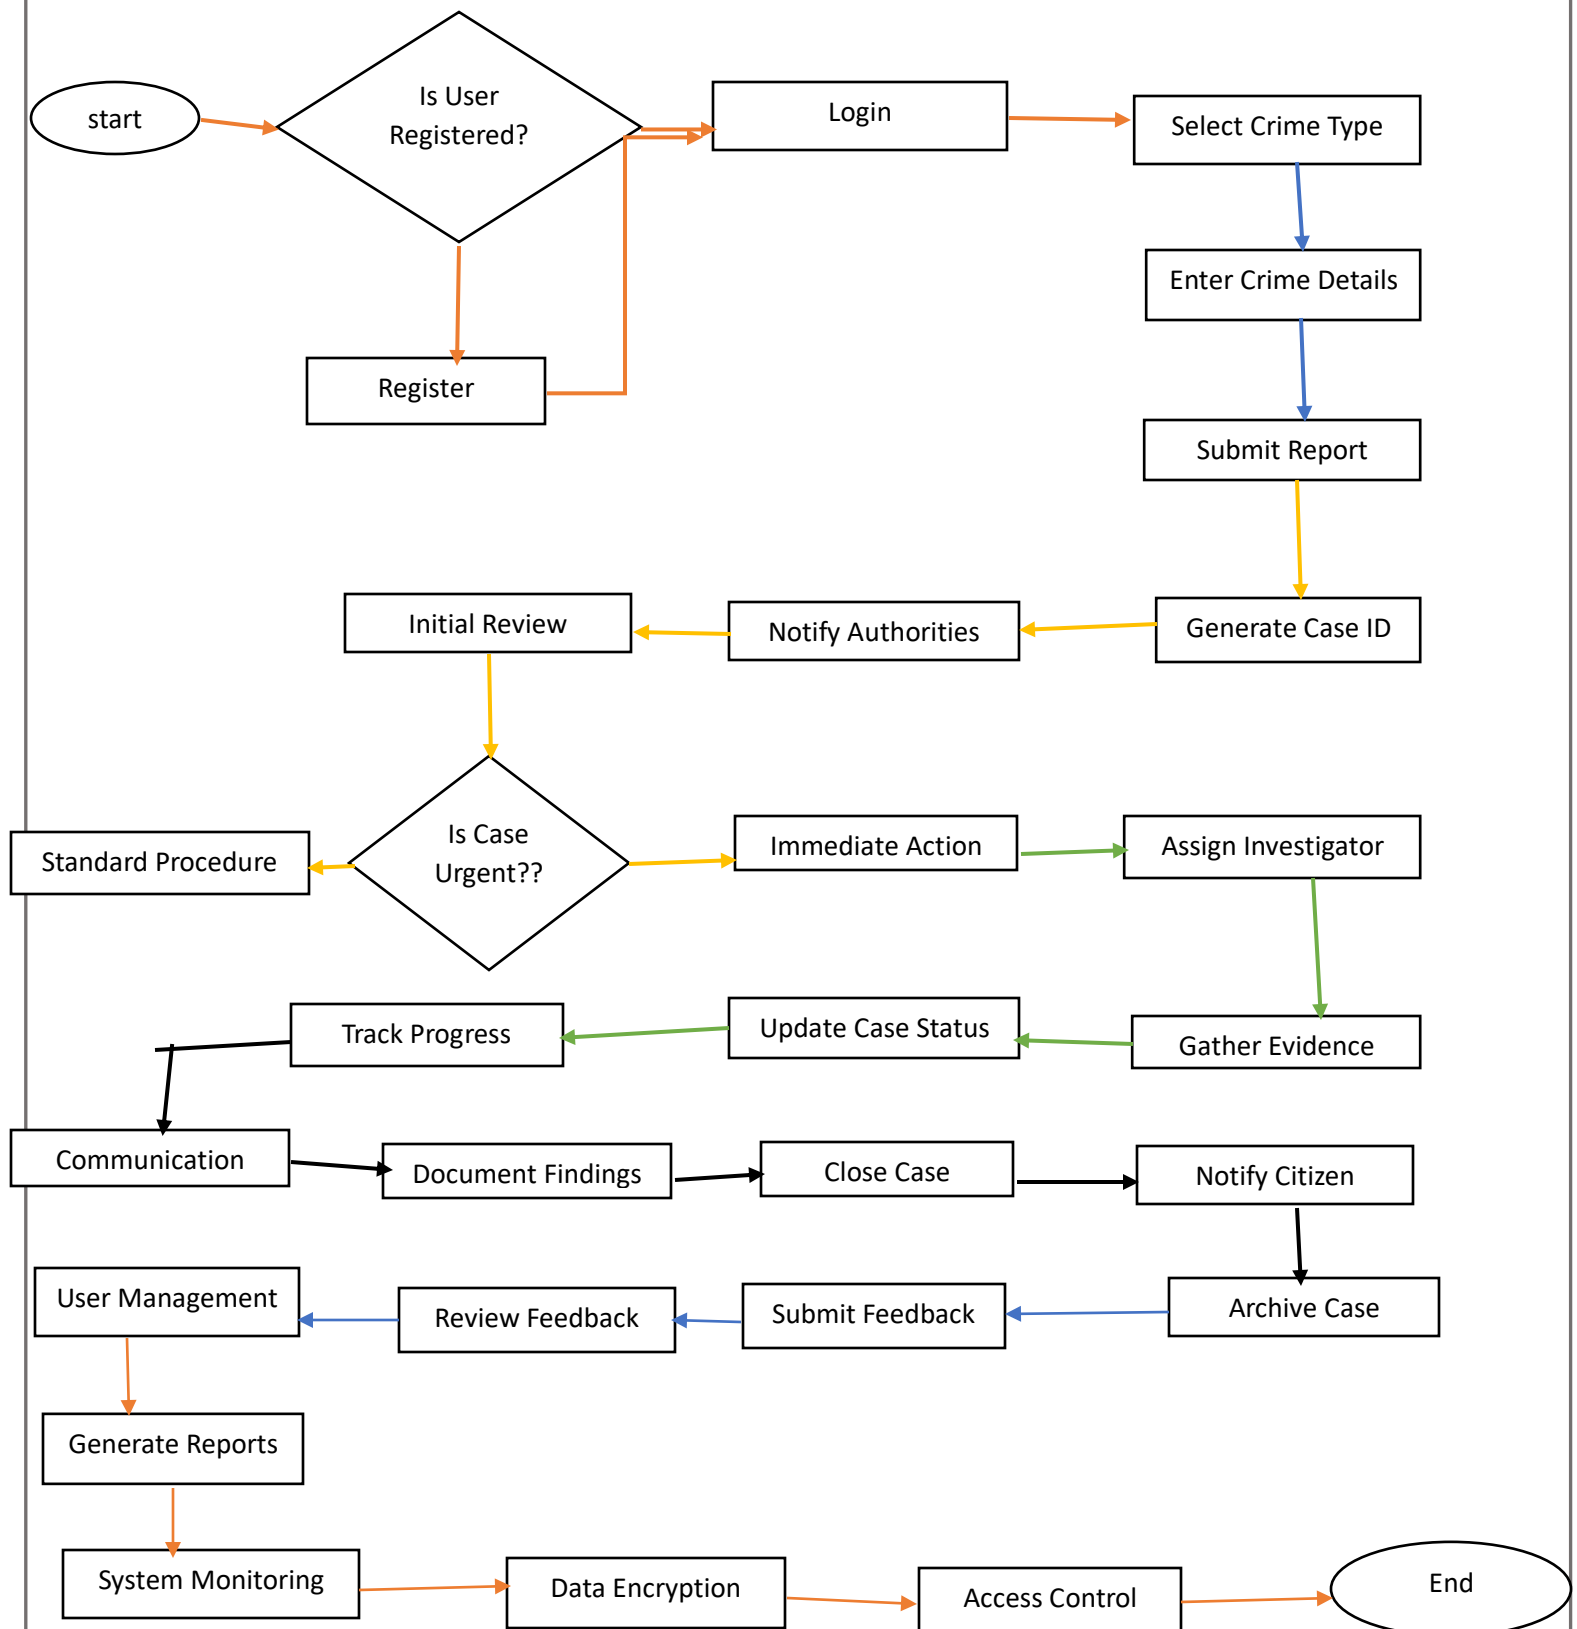 start
Is User
Registered?
Login
Select Crime Type
Enter Crime Details
Register
Submit Report
Initial Review
Notify Authorities
Generate Case ID
Is Case
Urgent??
Standard Procedure
Immediate Action
Assign Investigator
Track Progress
Update Case Status
Gather Evidence
Communication
Document Findings
Close Case
Notify Citizen
User Management
Review Feedback
Submit Feedback
Archive Case
Generate Reports
System Monitoring
Data Encryption
Access Control
End